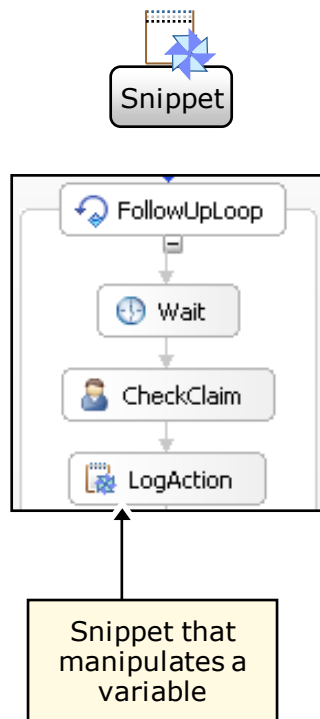 Snippet
FollowUpLoop
Wait
CheckClaim
LogAction
Snippet that
manipulates a
variable